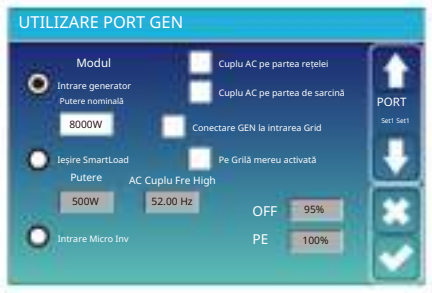 UTILIZARE PORT GEN
Modul
Intrare generator
Putere nominală
8000W
Cuplu AC pe partea rețelei
Cuplu AC pe partea de sarcină
Conectare GEN la intrarea Grid
Ieșire SmartLoad
Pe Grilă mereu activată
Putere
AC Cuplu Fre High
500W
52.00 Hz
OFF
95%
Intrare Micro Inv
PE
100%
PORT
Set1 Set1